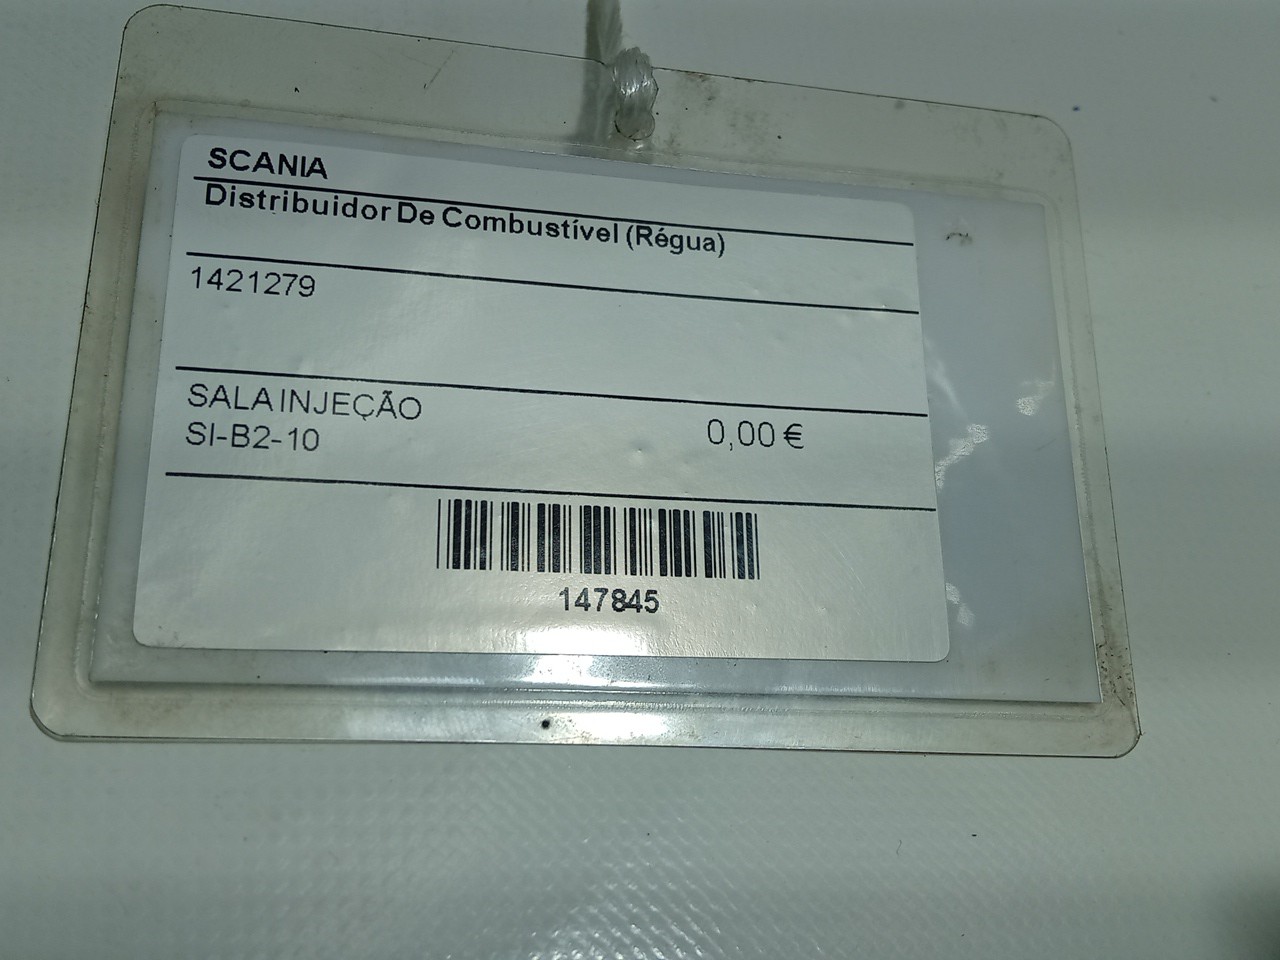 SCANIA
Distribuidor De Combustível (Régua)
1421279
SALA INJEÇÃO
SI-B2-10
0,00 €
147845